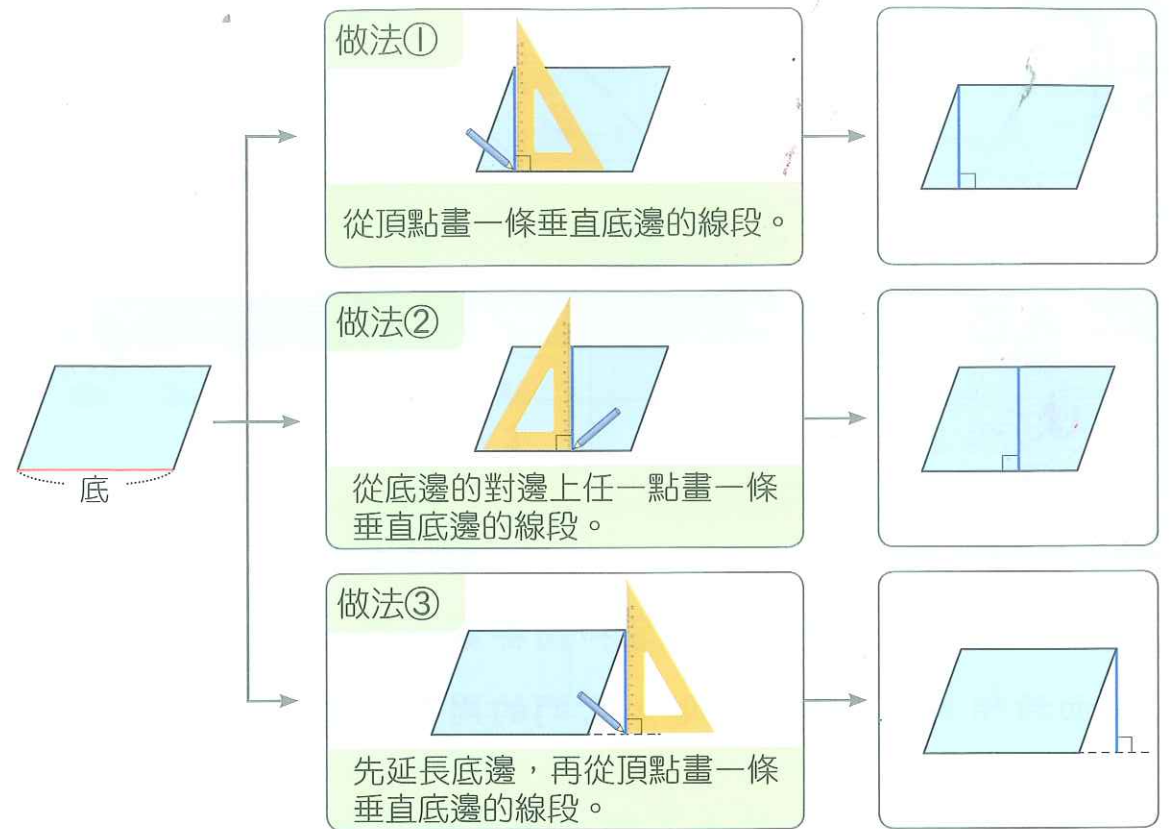 做法①
從頂點畫一條垂直底邊的線段。
做法②
從底邊的對邊上任一點畫一條
垂直底邊的線段。
底
做法③
先延長底邊,再從頂點畫一條
垂直底邊的線段。